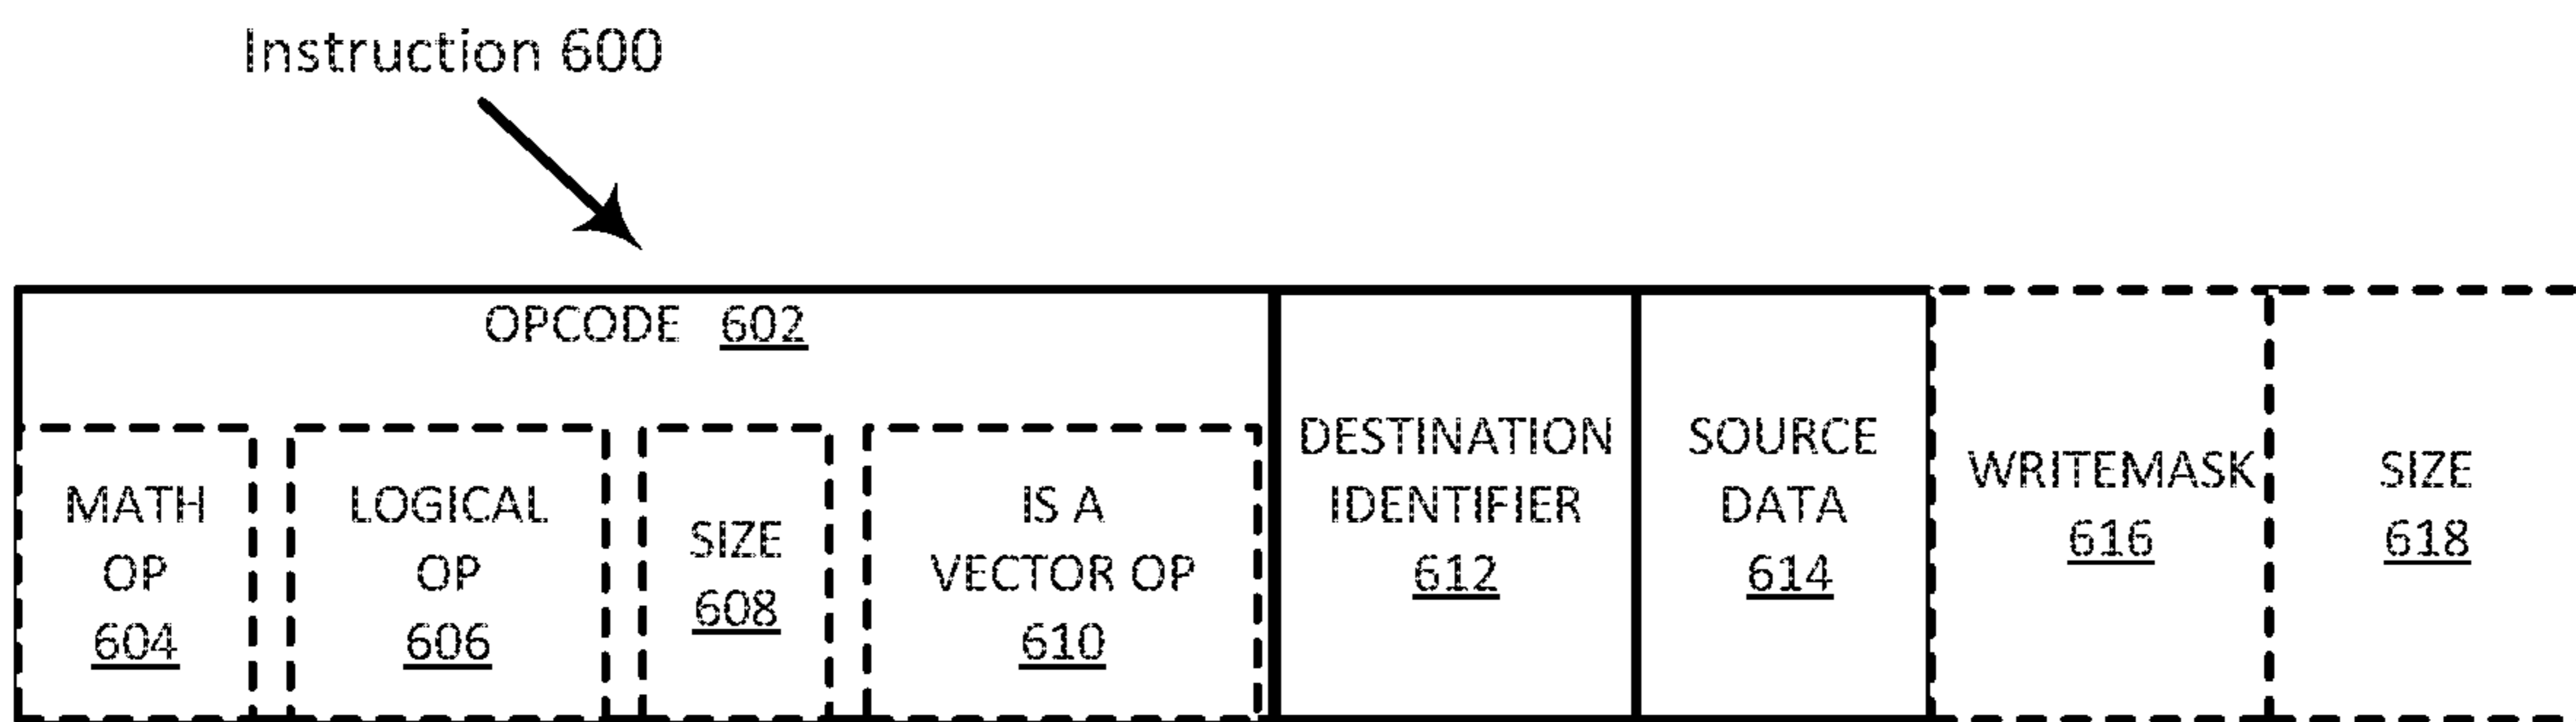 Instruction 600
OPCODE 602
MATH
OP
604
LOGICAL
OP
606
SIZE
608
IS A
VECTOR OP
610
DESTINATION
IDENTIFIER
612
SOURCE
DATA
614
WRITEMASK
616
SIZE
618